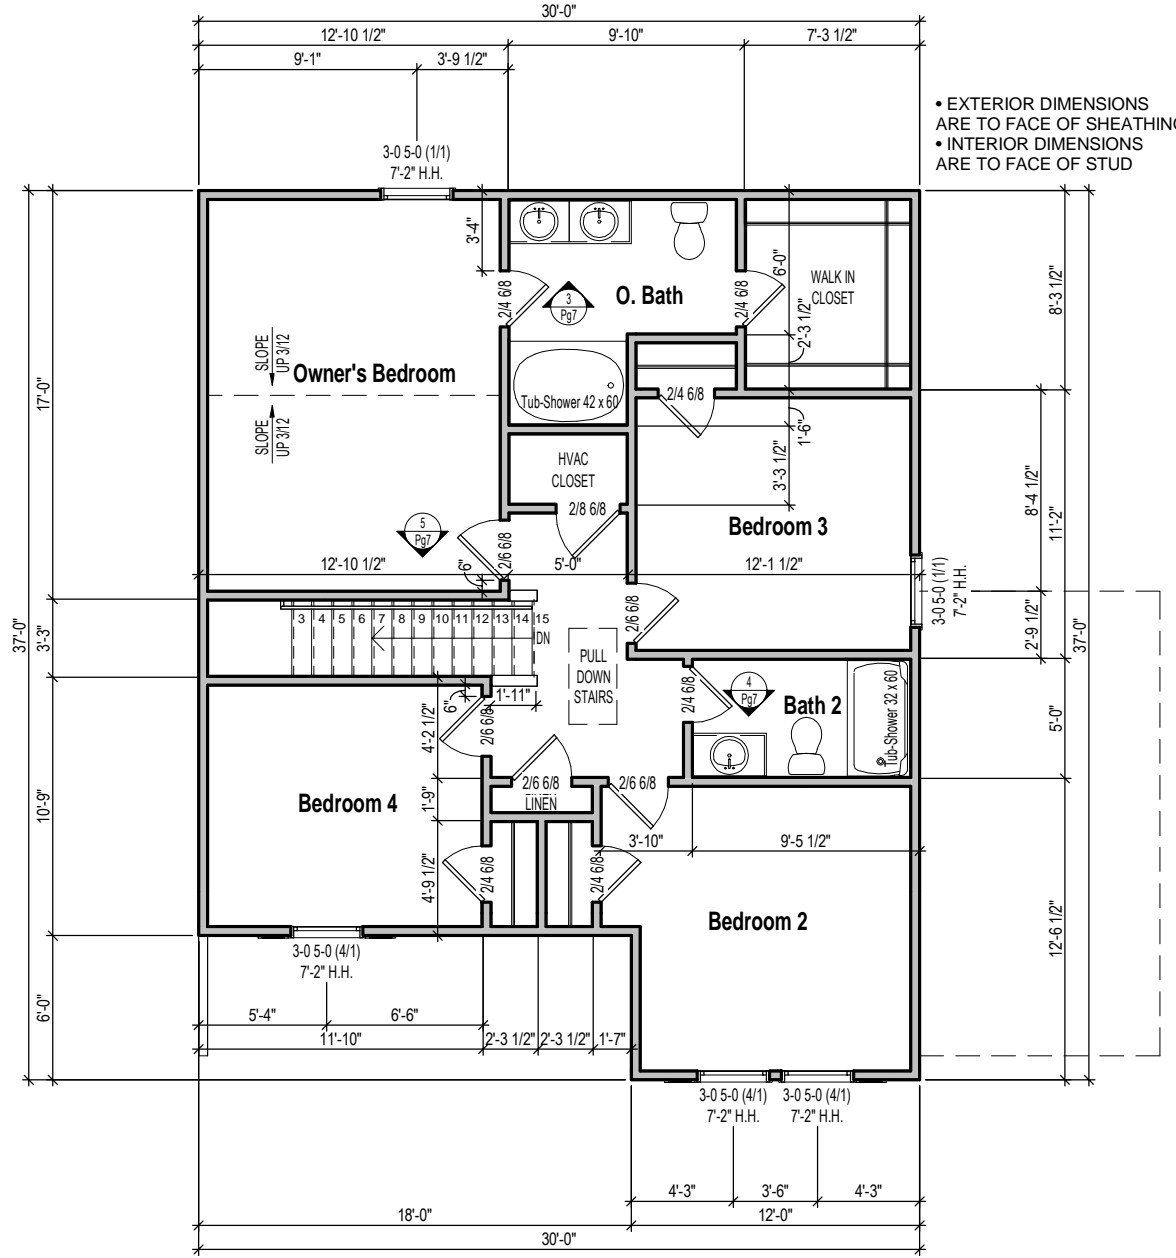 30'-0"
12'-10 1/2"
9'-10"
7'-3 1/2"
9'-1"
3'-9 1/2"
• EXTERIOR DIMENSIONS
ARE TO FACE OF SHEATHING
• INTERIOR DIMENSIONS
ARE TO FACE OF STUD
3-0 5-0 (1/1)
7'-2" H.H.
3'-4"
6'-0"
2/4 6/8
3
Pg7
O. Bath
2/4 6/8
WALK IN
CLOSET
8'-3 1/2"
2'-3 1/2"
SLOPE
UP 3/12
Owner's Bedroom
17'-0"
SLOPE
UP 3/12
Tub-Shower 42 x 60
2/4 6/8
1'-6"
HVAC
CLOSET
3'-3 1/2"
2/8 6/8
Bedroom 3
8'-4 1/2"
11'-2"
5
Pg7
2/6 6/8
12'-10 1/2"
6"
5'-0"
12'-1 1/2"
3-0 5-0 (1/1)
7'-2" H.H.
37'-0"
3'-3"
3 4 5 6 7 8 9 10 11 12 13 14 15
DN
2/6 6/8
2'-9 1/2"
37'-0"
PULL
DOWN
STAIRS
6"
1'-11"
2/6 6/8
4'-2 1/2"
2/4 6/8
4
Pg7
Bath 2
Tub-Shower 32 x 60
5'-0"
10'-9"
Bedroom 4
1'-9"
2/6 6/8
LINEN
2/6 6/8
3'-10"
9'-5 1/2"
4'-9 1/2"
2/4 6/8
2/4 6/8
Bedroom 2
12'-6 1/2"
3-0 5-0 (4/1)
7'-2" H.H.
6'-0"
5'-4"
6'-6"
11'-10"
2'-3 1/2"
2'-3 1/2"
1'-7"
3-0 5-0 (4/1)
7'-2" H.H.
3-0 5-0 (4/1)
7'-2" H.H.
4'-3"
3'-6"
4'-3"
18'-0"
12'-0"
30'-0"